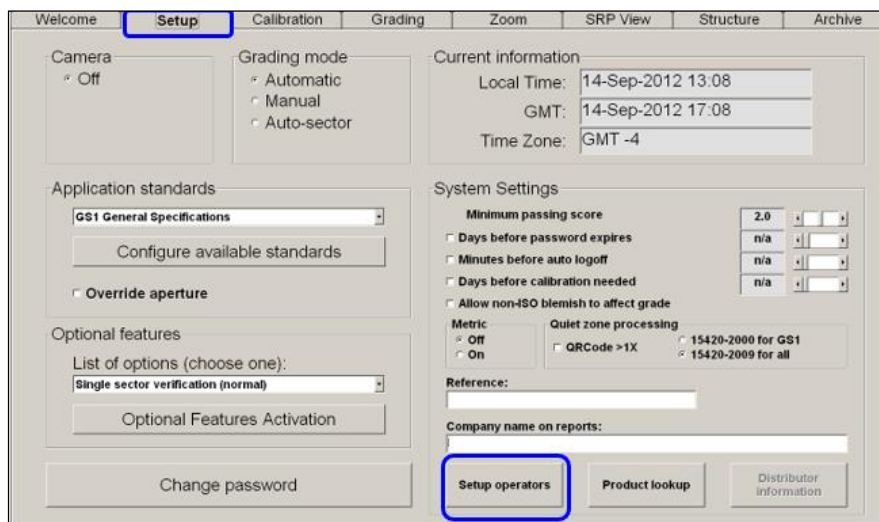 Welcome Setup Calibration Grading Zoom SRP View Structure Archive
Camera
Off
Grading mode
Automatic
Manual
Auto-sector
Current information
Local Time: 14-Sep-2012 13:08
GMT: 14-Sep-2012 17:08
Time Zone: GMT -4
Application standards
GS1 General Specifications
Configure available standards
Override aperture
Optional features
List of options (choose one):
Single sector verification (normal)
Optional Features Activation
Change password
System Settings
Minimum passing score 2.0
Days before password expires n/a
Minutes before auto logoff n/a
Days before calibration needed n/a
Allow non-ISO blemish to affect grade
Metric
Off
On
Quiet zone processing
QRCode >1X
15420-2000 for GS1
15420-2009 for all
Reference:
Company name on reports:
Setup operators
Product lookup
Distributor
information